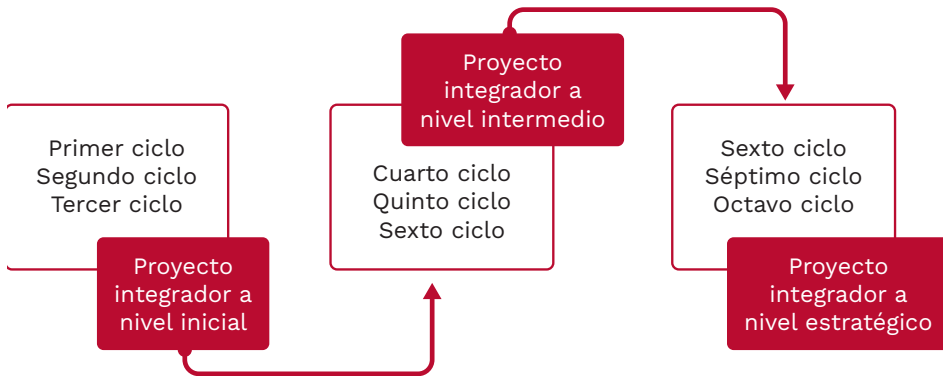 Primer ciclo
Segundo ciclo
Tercer ciclo
Proyecto
integrador a
nivel inicial
Proyecto
integrador a
nivel intermedio
Cuarto ciclo
Quinto ciclo
Sexto ciclo
Sexto ciclo
Séptimo ciclo
Octavo ciclo
Proyecto
integrador a
nivel estratégico